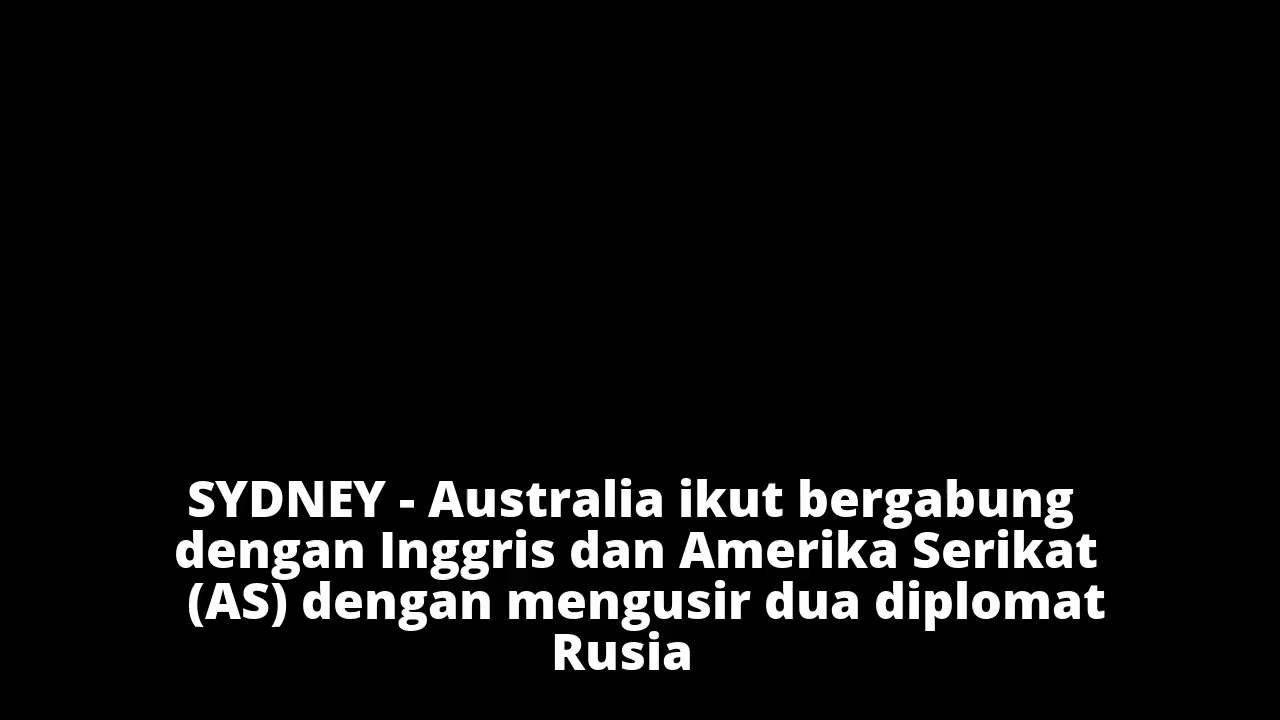 SYDNEY - Australia ikut bergabung
dengan Inggris dan Amerika Serikat
(AS) dengan mengusir dua diplomat
Rusia